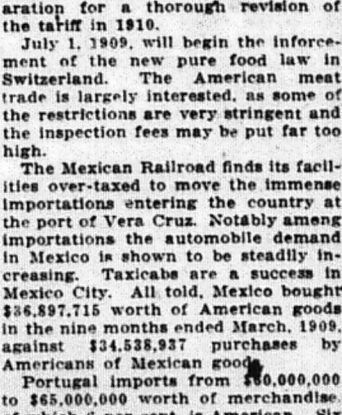 aration for a thorough revision of
the tariff in 1910.
July 1, 1909, will begin the inforce-
ment of the new pure food law in
Switzerland. The American meat
trade is largely interested, as some of
the restrictions are very stringent and
the inspection fees may be put far too
high.
The Mexican Railroad finds its facil-
ities over-taxed to move the immense
importations entering the country at
the port of Vera Cruz. Notably among
importations the automobile demand
in Mexico is shown to be steadily in-
creasing. Taxicabs are a success in
Mexico City. All told, Mexico bought
$36,897,715 worth of American goods
in the nine months ended March, 1909,
against $34,538,937 purchases by
Americans of Mexican goods.
Portugal imports from $60,000,000
to $65,000,000 worth of merchandise,